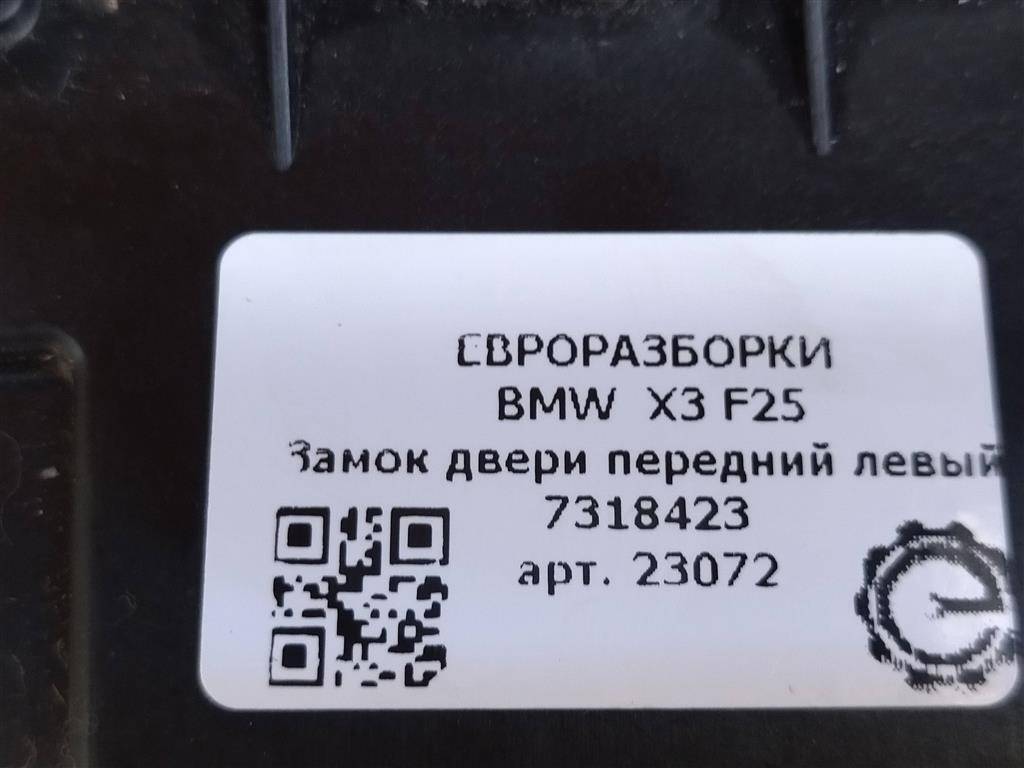 ЕВРОРАЗБОРКИ
BMW X3 F25
Замок двери передний левый
7318423
арт. 23072